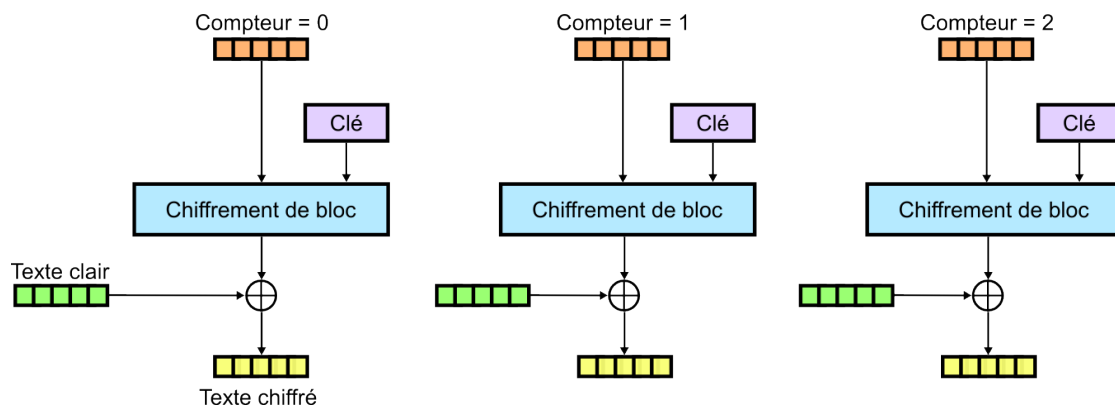 Compteur = 0
Compteur = 1
Compteur = 2
Clé
Clé
Clé
Chiffrement de bloc
Chiffrement de bloc
Chiffrement de bloc
Texte clair
Texte chiffré